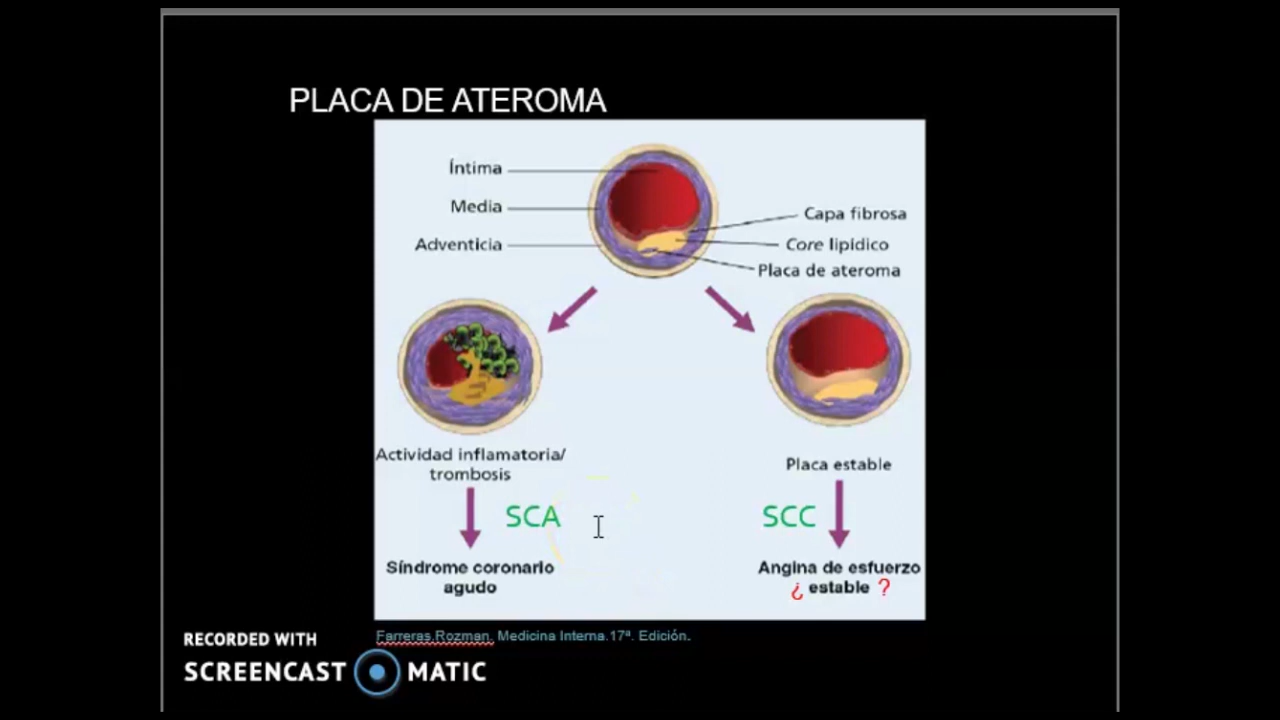 PLACA DE ATEROMA
Íntima
Media
Adventicia
Capa fibrosa
Core lipídico
Placa de ateroma
Actividad inflamatoria/
trombosis
Placa estable
SCA
SCC
Síndrome coronario
agudo
Angina de esfuerzo
¿ estable ?
Farreras.Rozman. Medicina Interna.17ª. Edición.
RECORDED WITH
SCREENCAST MATIC